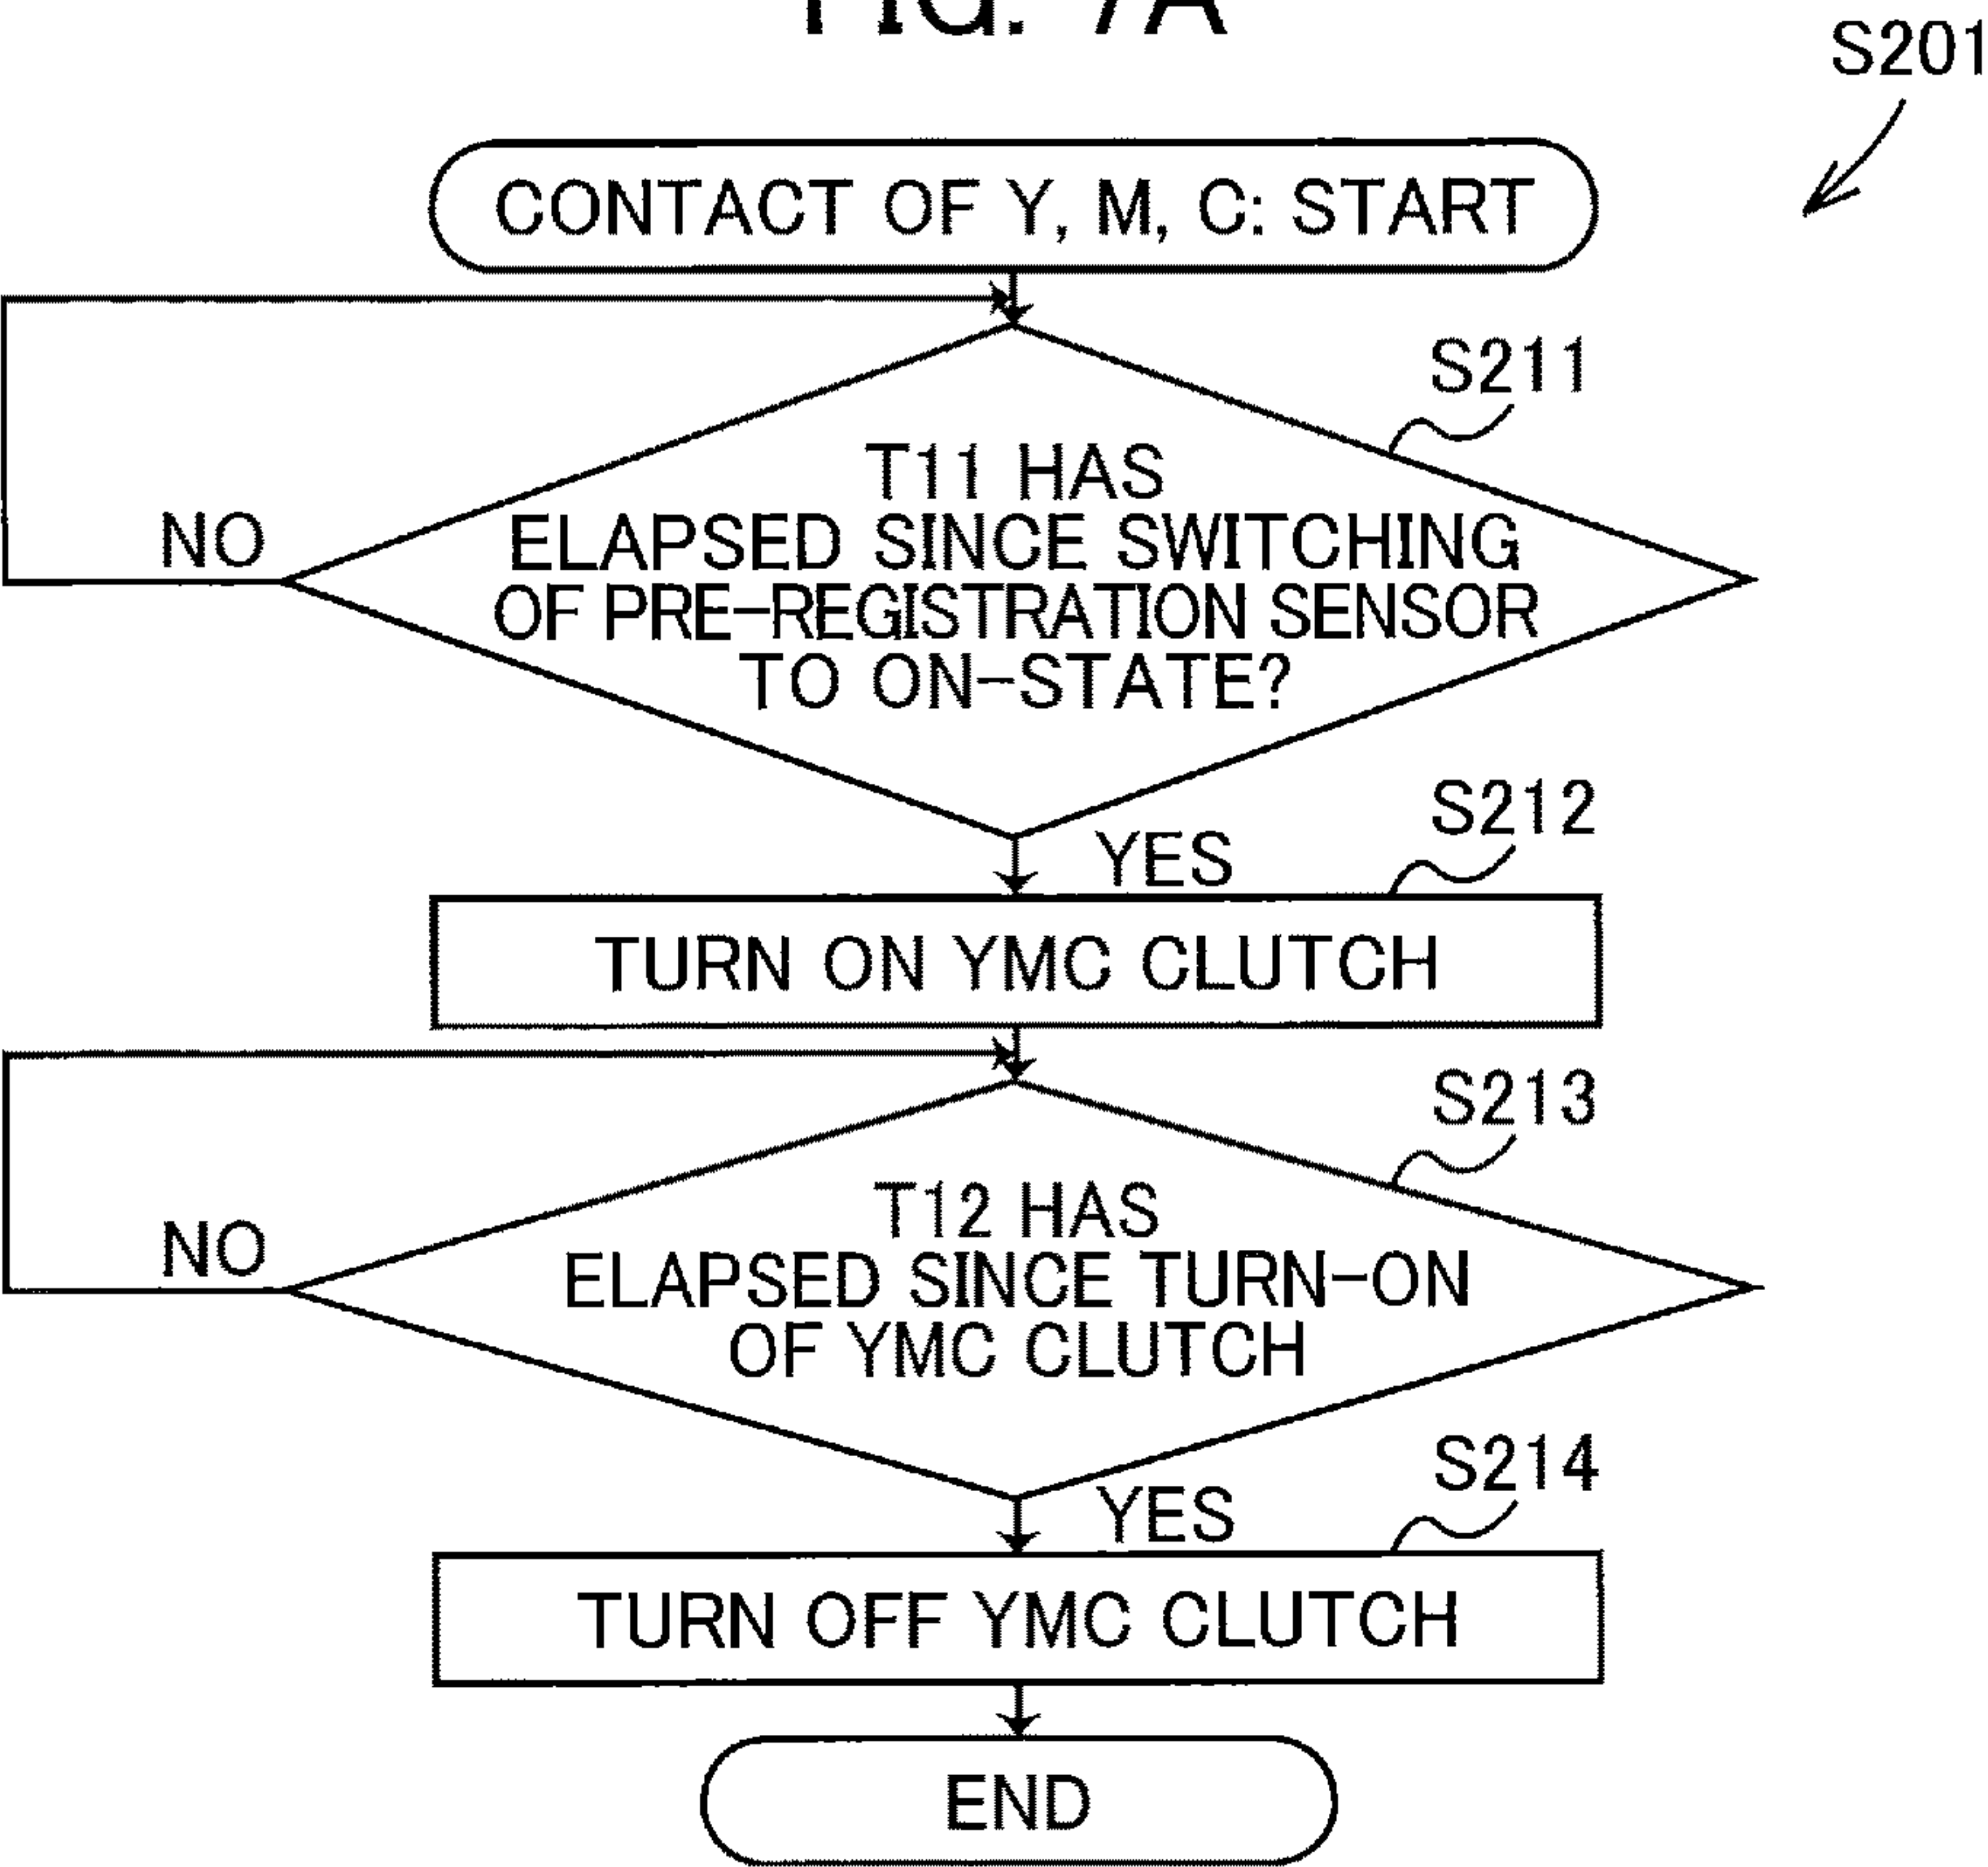 FIG. 7A
S201
CONTACT OF Y, M, C: START
S211
T11 HAS
ELAPSED SINCE SWITCHING
OF PRE-REGISTRATION SENSOR
TO ON-STATE?
NO
YES
S212
TURN ON YMC CLUTCH
S213
T12 HAS
ELAPSED SINCE TURN-ON
OF YMC CLUTCH
NO
YES
S214
TURN OFF YMC CLUTCH
END